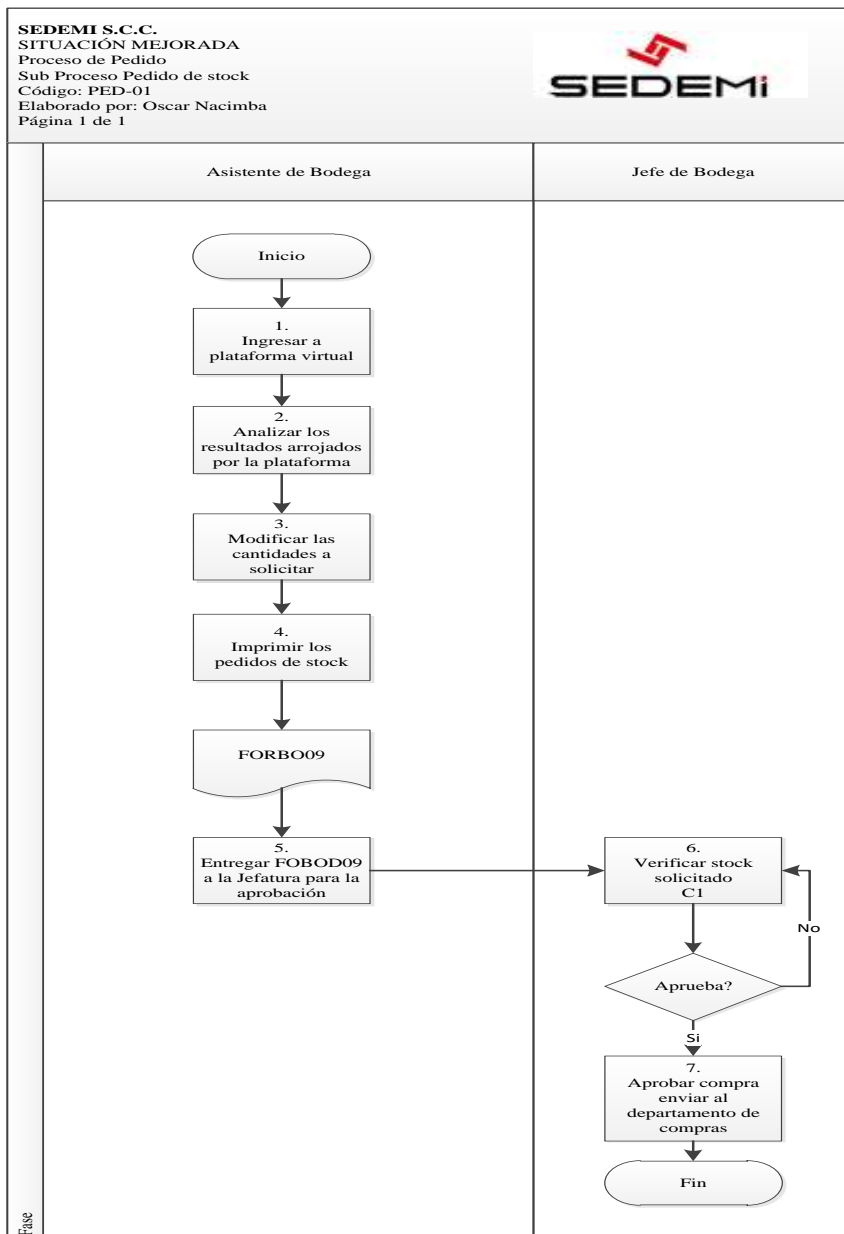 SEDEMI S.C.C.
SITUACIÓN MEJORADA
Proceso de Pedido
Sub Proceso Pedido de stock
Código: PED-01
Elaborado por: Oscar Nacimba
Página 1 de 1
SEDEMi
Asistente de Bodega
Jefe de Bodega
Inicio
1.
Ingresar a
plataforma virtual
2.
Analizar los
resultados arrojados
por la plataforma
3.
Modificar las
cantidades a
solicitar
4.
Imprimir los
pedidos de stock
FORBO09
5.
Entregar FOBOD09
a la Jefatura para la
aprobación
6.
Verificar stock
solicitado
C1
No
Aprueba?
Si
7.
Aprobar compra
enviar al
departamento de
compras
Fin
Fase